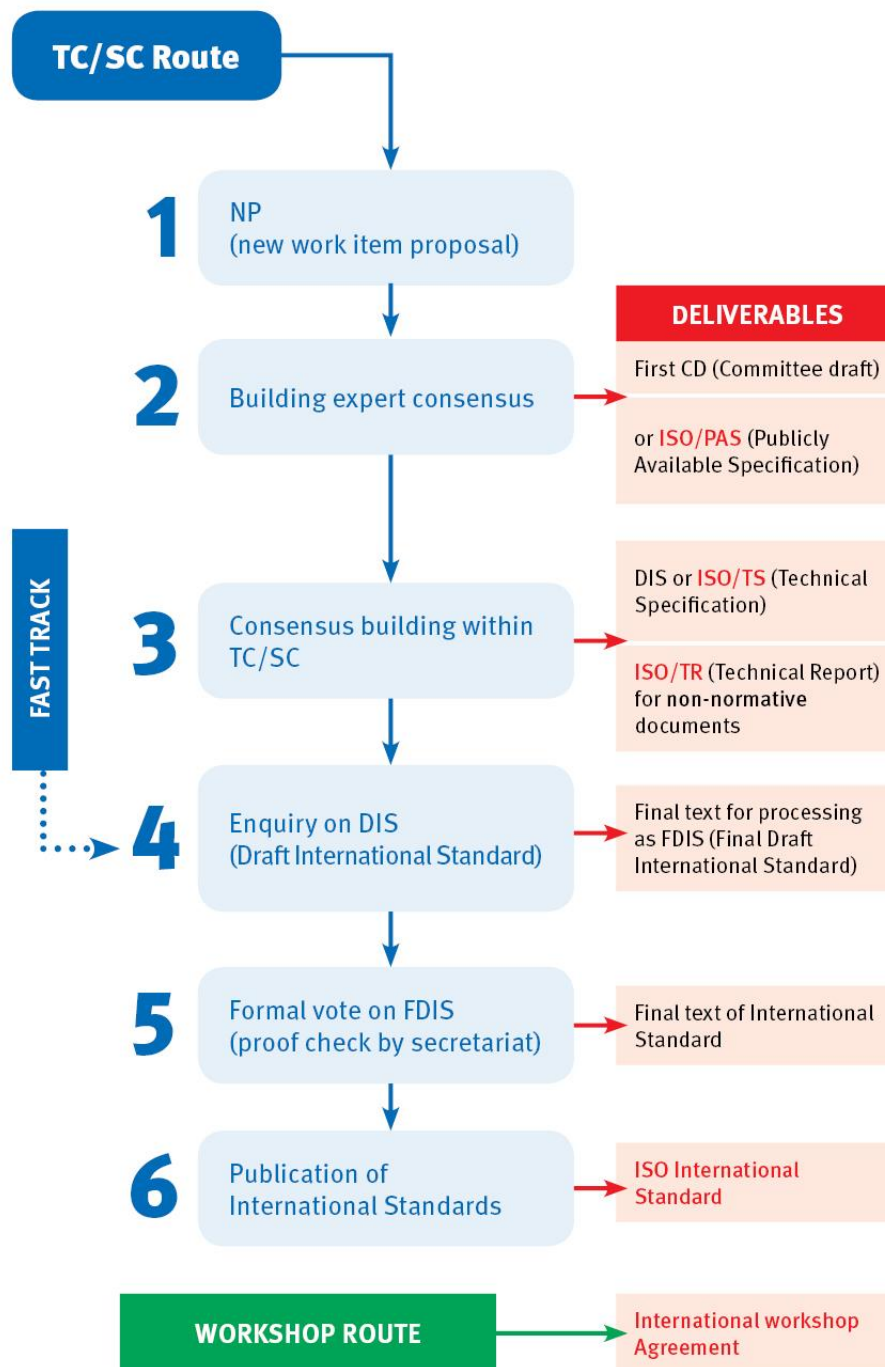 TC/SC Route
1
NP
(new work item proposal)
DELIVERABLES
2
Building expert consensus
First CD (Committee draft)
or ISO/PAS (Publicly
Available Specification)
FAST TRACK
3
Consensus building within
TC/SC
DIS or ISO/TS (Technical
Specification)
ISO/TR (Technical Report)
for non-normative
documents
4
Enquiry on DIS
(Draft International Standard)
Final text for processing
as FDIS (Final Draft
International Standard)
5
Formal vote on FDIS
(proof check by secretariat)
Final text of International
Standard
6
Publication of
International Standards
ISO International
Standard
WORKSHOP ROUTE
International workshop
Agreement